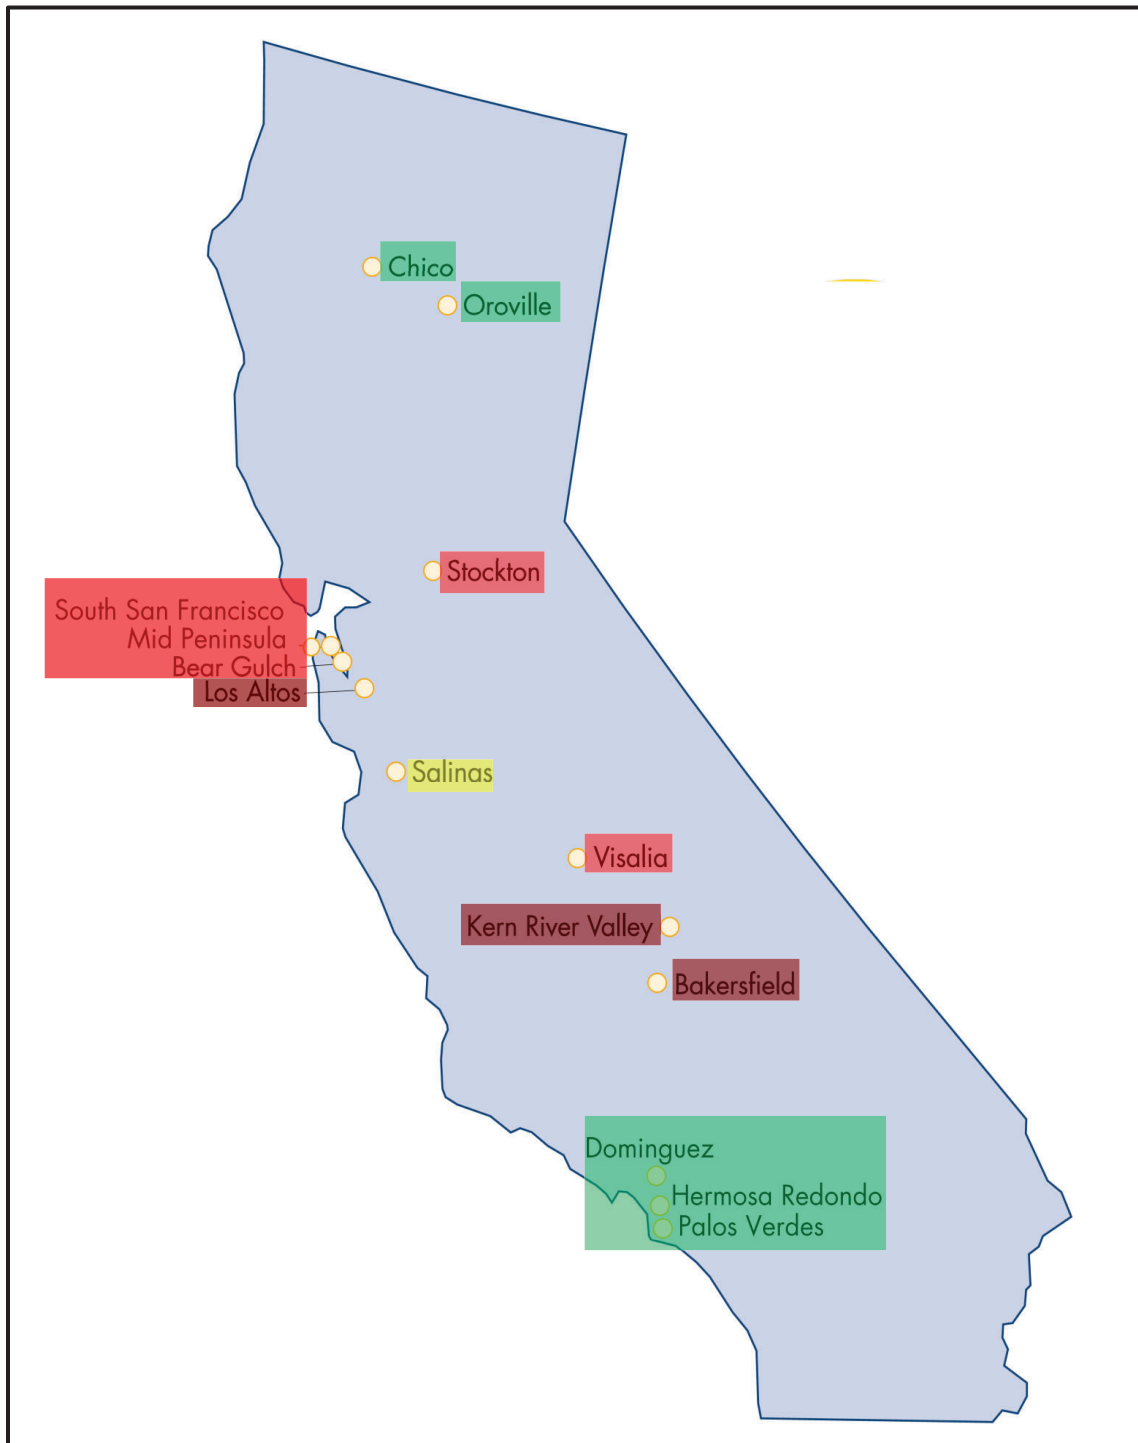 Chico
Oroville
Stockton
South San Francisco
Mid Peninsula
Bear Gulch
Los Altos
Salinas
Visalia
Kern River Valley
Bakersfield
Dominguez
Hermosa Redondo
Palos Verdes